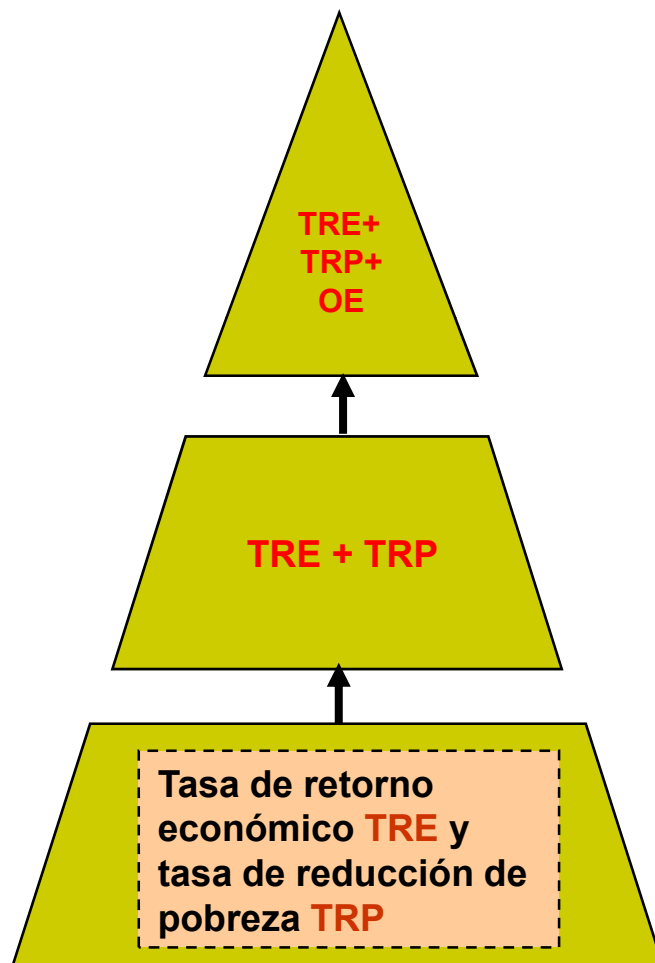 TRE+
TRP+
OE
TRE + TRP
Tasa de retorno
económico TRE y
tasa de reducción de
pobreza TRP